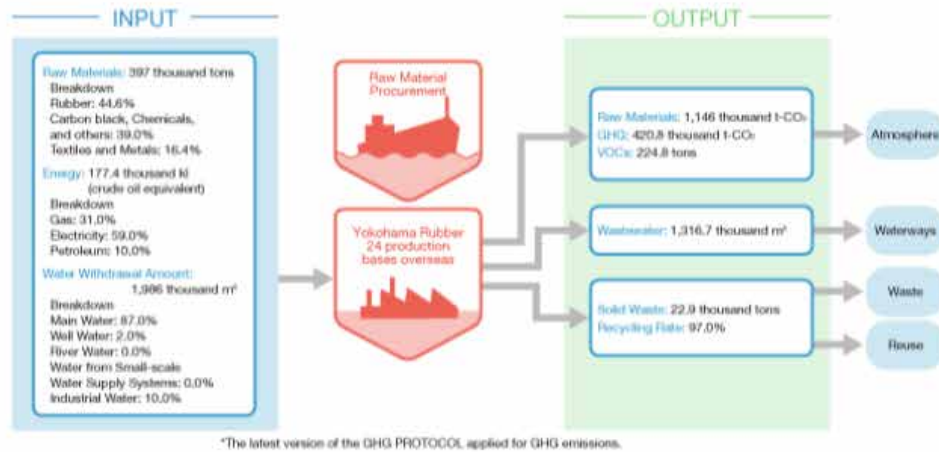 INPUT
Raw Materials: 397 thousand tons
Breakdown
Rubber: 44.6%
Carbon black, Chemicals,
and others: 39.0%
Textiles and Metals: 16.4%
Energy: 177.4 thousand kl
(crude oil equivalent)
Breakdown
Gas: 31.0%
Electricity: 59.0%
Petroleum: 10.0%
Water Withdrawal Amount:
1,986 thousand m³
Breakdown
Main Water: 87.0%
Well Water: 2.0%
River Water: 0.0%
Water from Small-scale
Water Supply Systems: 0.0%
Industrial Water: 10.0%
Raw Material
Procurement
Yokohama Rubber
24 production
bases overseas
OUTPUT
Raw Materials: 1,146 thousand t-CO₂
GHG: 420.8 thousand t-CO₂
VOCs: 224.8 tons
Wastewater: 1,316.7 thousand m³
Solid Waste: 22.9 thousand tons
Recycling Rate: 97.0%
Atmosphere
Waterways
Waste
Reuse
*The latest version of the GHG PROTOCOL applied for GHG emissions.